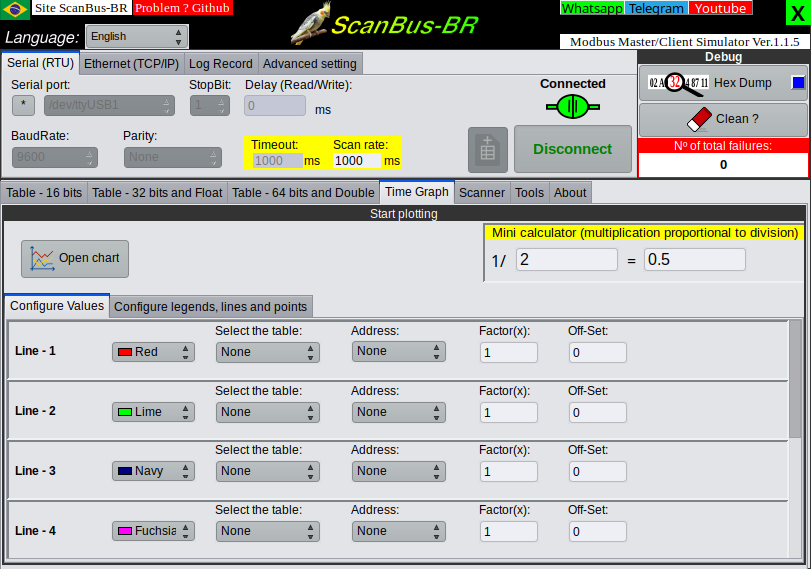 Site ScanBus-BR Problem ? Github
ScanBus-BR
Whatsapp Telegram Youtube
X
Language: English
Modbus Master/Client Simulator Ver.1.1.5
Serial (RTU) Ethernet (TCP/IP) Log Record Advanced setting
Debug
Serial port: StopBit: Delay (Read/Write): Connected
* /dev/ttyUSB1 1 0 ms
Hex Dump
BaudRate: Parity: Timeout: Scan rate:
9600 None 1000 ms 1000 ms
Disconnect
Clean ?
Nº of total failures:
0
Table - 16 bits Table - 32 bits and Float Table - 64 bits and Double Time Graph Scanner Tools About
Start plotting
Open chart
Mini calculator (multiplication proportional to division)
1/ 2 = 0.5
Configure Values Configure legends, lines and points
Select the table: Address: Factor(x): Off-Set:
Line - 1 Red None None 1 0
Select the table: Address: Factor(x): Off-Set:
Line - 2 Lime None None 1 0
Select the table: Address: Factor(x): Off-Set:
Line - 3 Navy None None 1 0
Select the table: Address: Factor(x): Off-Set:
Line - 4 Fuchsia None None 1 0